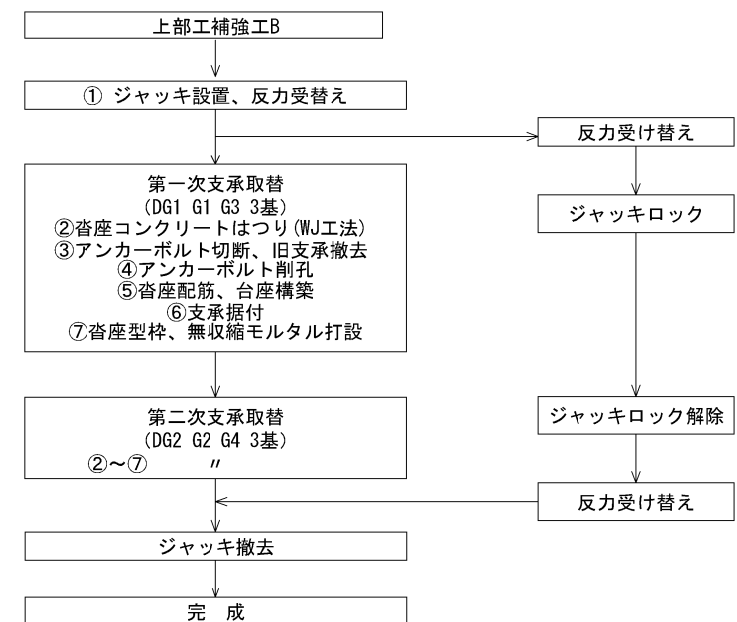 上部工補強工B
① ジャッキ設置、反力受替え
反力受け替え
第一次支承取替
(DG1 G1 G3 3基)
②沓座コンクリートはつり(WJ工法)
③アンカーボルト切断、旧支承撤去
④アンカーボルト削孔
⑤沓座配筋、台座構築
⑥支承据付
⑦沓座型枠、無収縮モルタル打設
ジャッキロック
第二次支承取替
(DG2 G2 G4 3基)
②～⑦ 〃
ジャッキロック解除
反力受け替え
ジャッキ撤去
完 成